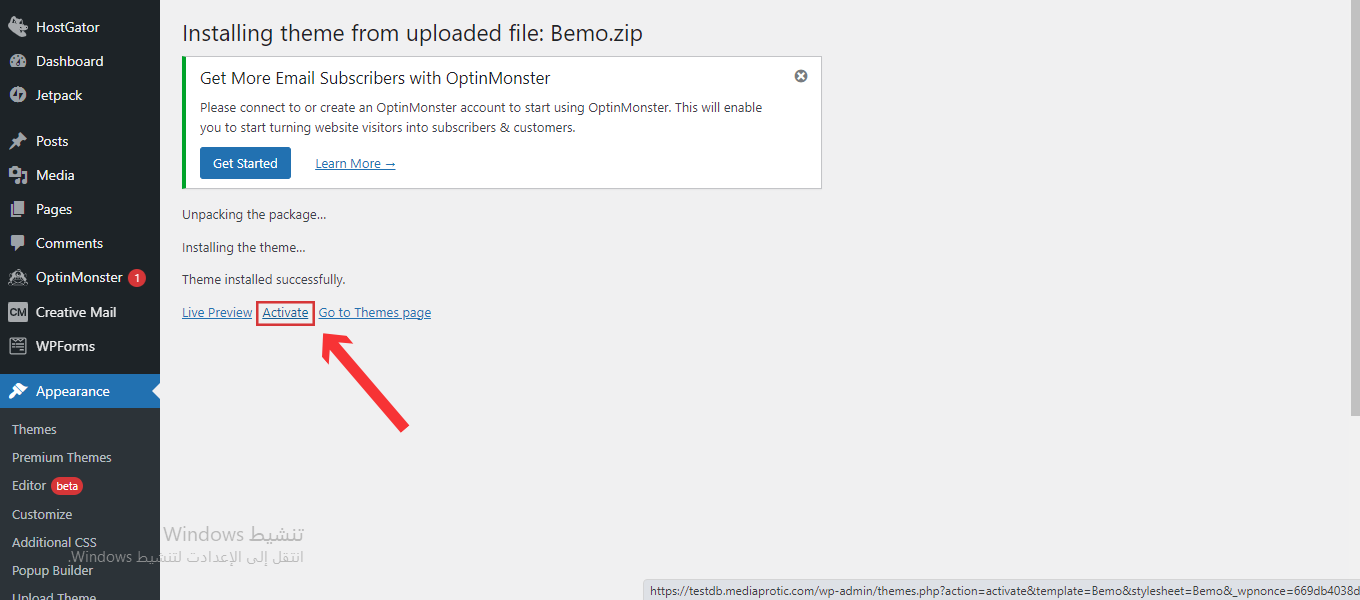 HostGator
Dashboard
Jetpack
Posts
Media
Pages
Comments
OptinMonster 1
CM Creative Mail
WPForms
Appearance
Themes
Premium Themes
Editor beta
Customize
Additional CSS
Popup Builder
Upload Theme
Installing theme from uploaded file: Bemo.zip
Get More Email Subscribers with OptinMonster
Please connect to or create an OptinMonster account to start using OptinMonster. This will enable
you to start turning website visitors into subscribers & customers.
Get Started Learn More →
Unpacking the package…
Installing the theme…
Theme installed successfully.
Live Preview Activate Go to Themes page
تنشيط Windows
انتقل إلى الإعدادت لتنشيط Windows.
https://testdb.mediaprotic.com/wp-admin/themes.php?action=activate&template=Bemo&stylesheet=Bemo&_wpnonce=669db4038d